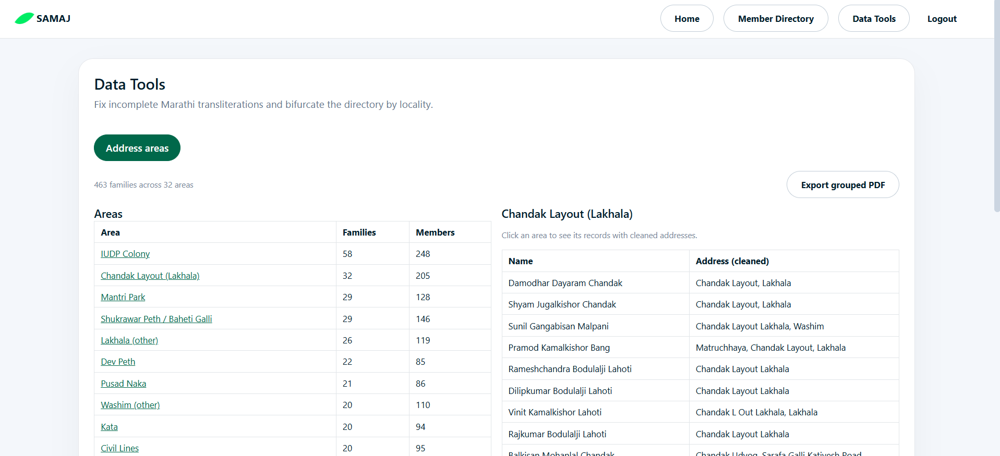 SAMAJ
Home
Member Directory
Data Tools
Logout
Data Tools
Fix incomplete Marathi transliterations and bifurcate the directory by locality.
Address areas
463 families across 32 areas
Export grouped PDF
Areas
Area Families Members
IUDP Colony 58 248
Chandak Layout (Lakhala) 32 205
Mantri Park 29 128
Shukrawar Peth / Baheti Galli 29 146
Lakhala (other) 26 119
Dev Peth 22 85
Pusad Naka 21 86
Washim (other) 20 110
Kata 20 94
Civil Lines 20 95
Chandak Layout (Lakhala)
Click an area to see its records with cleaned addresses.
Name Address (cleaned)
Damodhar Dayaram Chandak Chandak Layout, Lakhala
Shyam Jugalkishor Chandak Chandak Layout, Lakhala
Sunil Gangabisan Malpani Chandak Layout Lakhala, Washim
Pramod Kamalkishor Bang Matruchhaya, Chandak Layout, Lakhala
Rameshchandra Bodulalji Lahoti Chandak Layout Lakhala
Dilipkumar Bodulalji Lahoti Chandak Layout Lakhala
Vinit Kamalkishor Lahoti Chandak L Out Lakhala, Lakhala
Rajkumar Bodulalji Lahoti Chandak Layout Lakhala
Balkisan Mohanlal Chandak Chandak Udyog, Sarafa Galli Kativesh Road